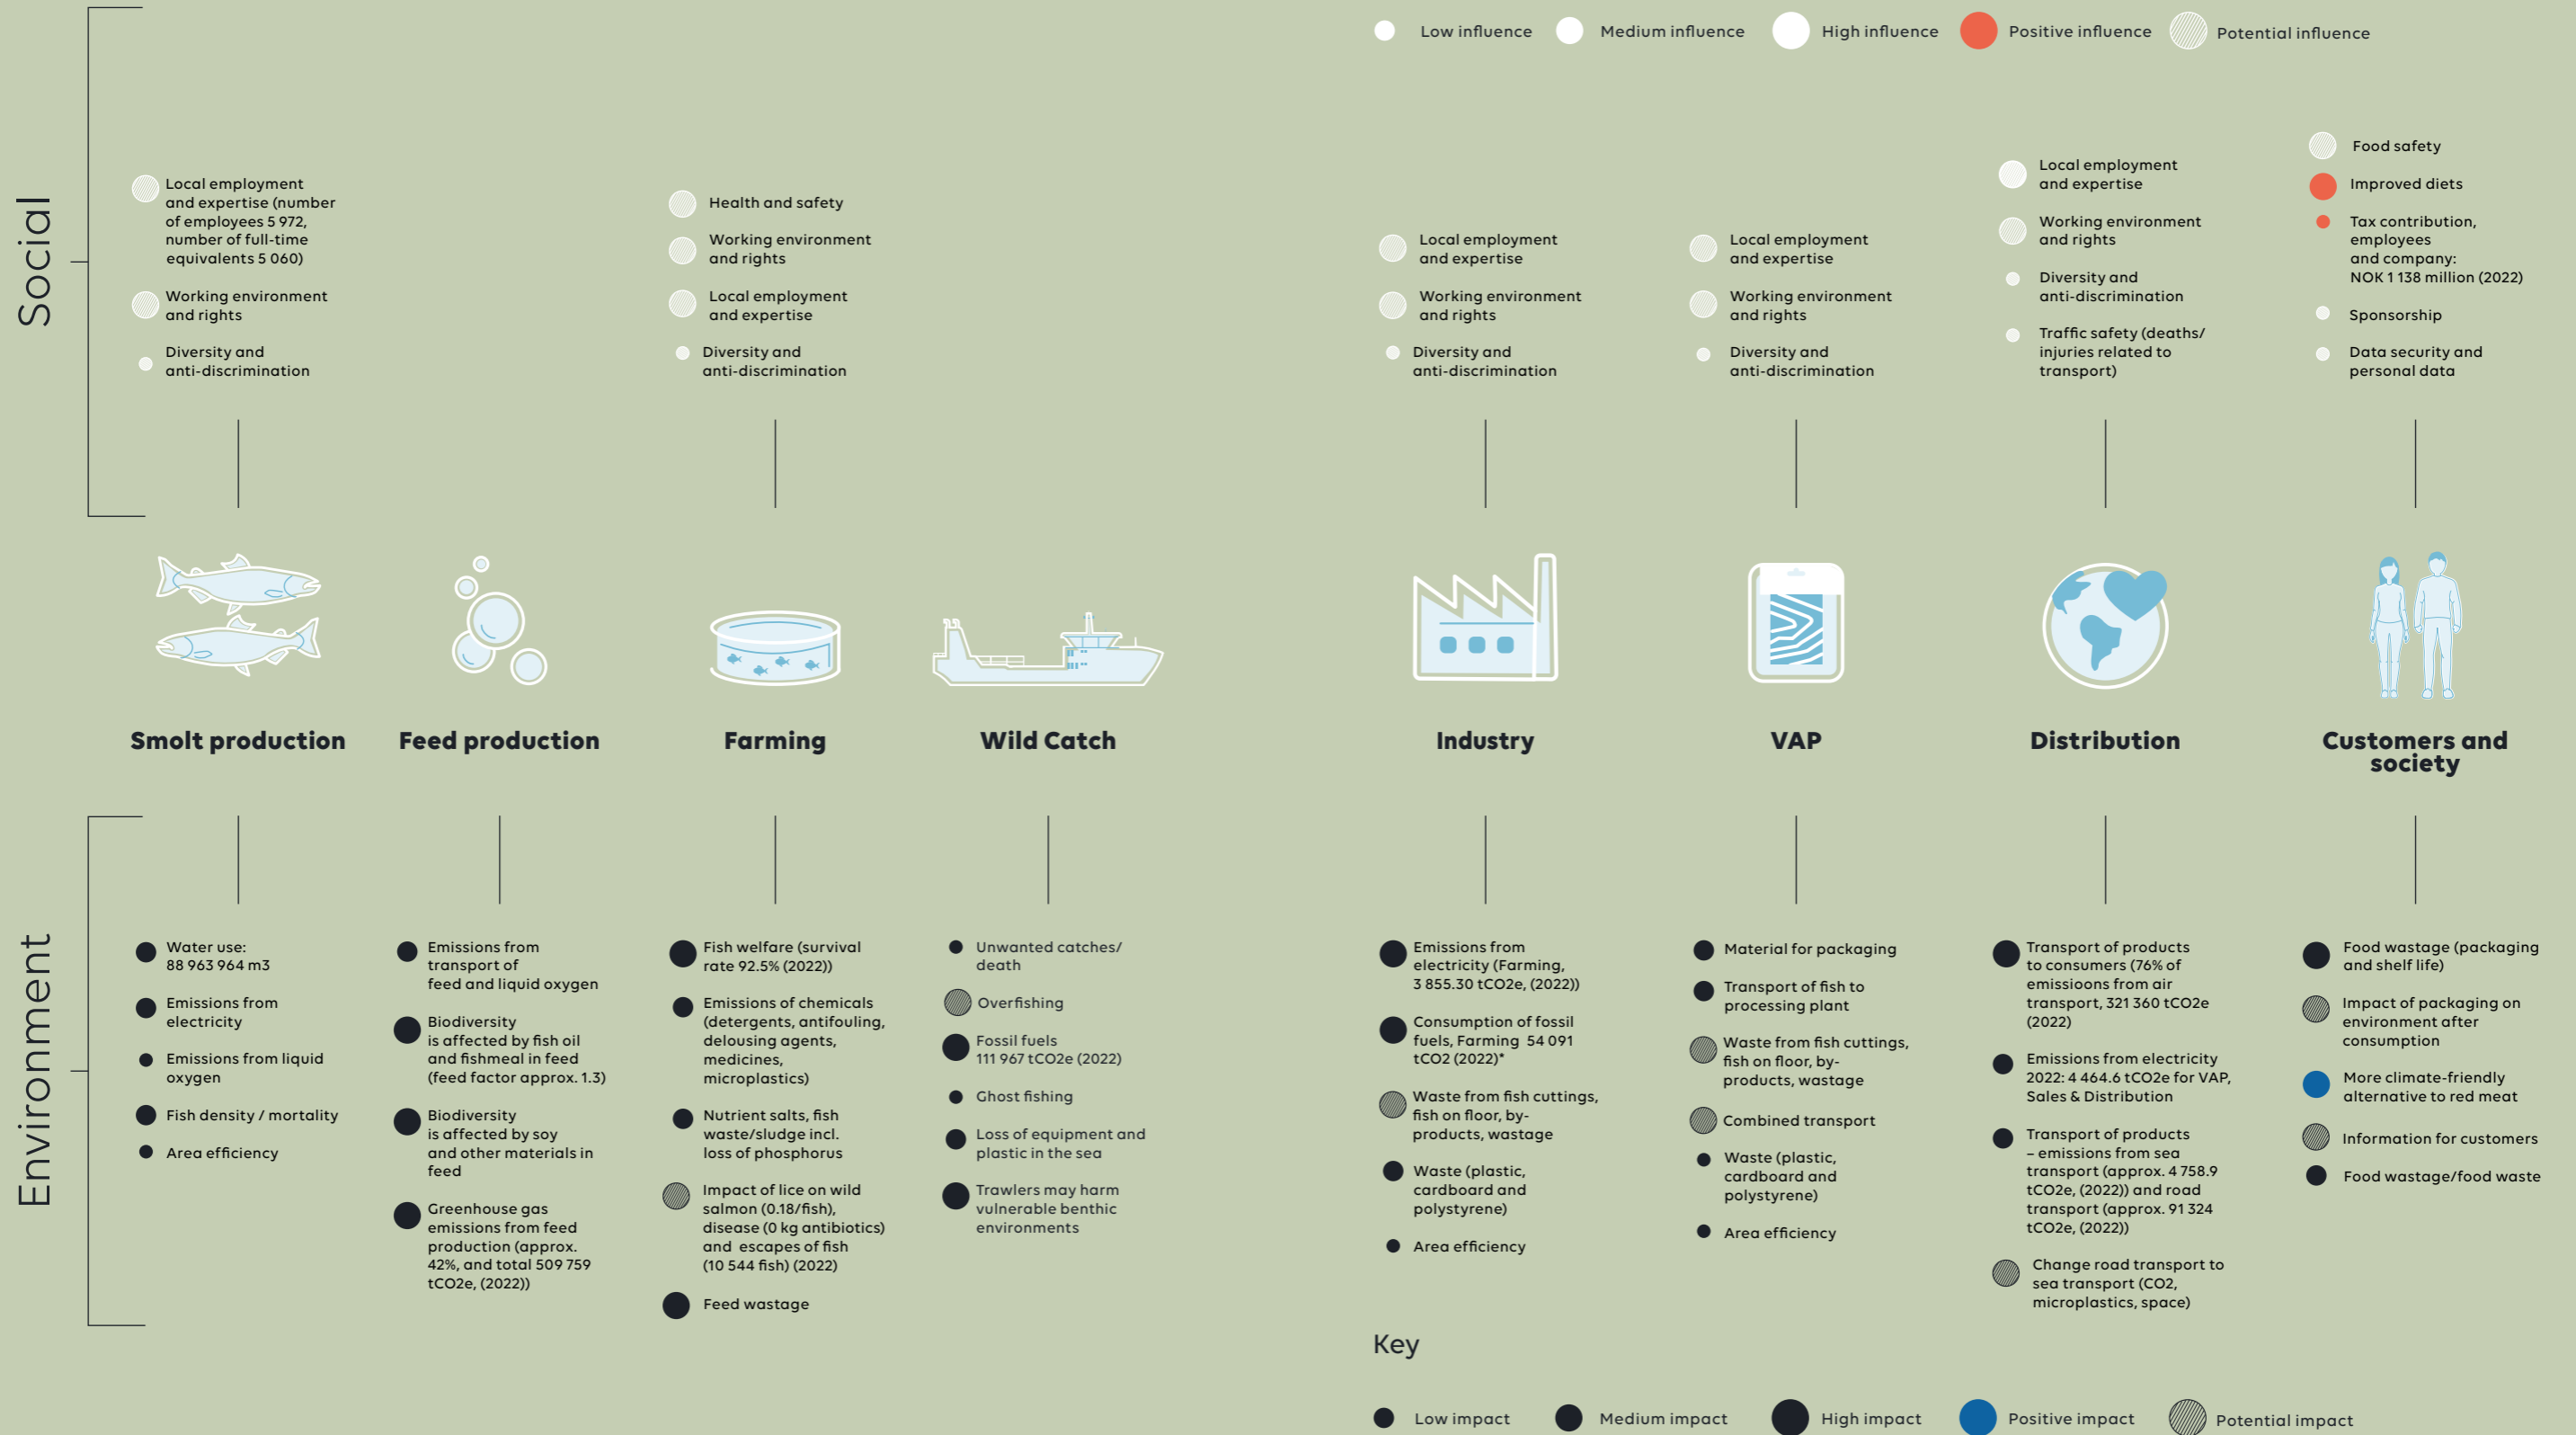 Low influence
Medium influence
High influence
Positive influence
Potential influence
Social
Local employment
and expertise (number
of employees 5 972,
number of full-time
equivalents 5 060)
Working environment
and rights
Diversity and
anti-discrimination
Health and safety
Working environment
and rights
Local employment
and expertise
Diversity and
anti-discrimination
Local employment
and expertise
Working environment
and rights
Diversity and
anti-discrimination
Local employment
and expertise
Working environment
and rights
Diversity and
anti-discrimination
Local employment
and expertise
Working environment
and rights
Diversity and
anti-discrimination
Traffic safety (deaths/
injuries related to
transport)
Food safety
Improved diets
Tax contribution,
employees
and company:
NOK 1 138 million (2022)
Sponsorship
Data security and
personal data
Smolt production
Feed production
Farming
Wild Catch
Industry
VAP
Distribution
Customers and
society
Environment
Water use:
88 963 964 m3
Emissions from
electricity
Emissions from liquid
oxygen
Fish density / mortality
Area efficiency
Emissions from
transport of
feed and liquid oxygen
Biodiversity
is affected by fish oil
and fishmeal in feed
(feed factor approx. 1.3)
Biodiversity
is affected by soy
and other materials in
feed
Greenhouse gas
emissions from feed
production (approx.
42%, and total 509 759
tCO2e, (2022))
Fish welfare (survival
rate 92.5% (2022))
Emissions of chemicals
(detergents, antifouling,
delousing agents,
medicines,
microplastics)
Nutrient salts, fish
waste/sludge incl.
loss of phosphorus
Impact of lice on wild
salmon (0.18/fish),
disease (0 kg antibiotics)
and escapes of fish
(10 544 fish) (2022)
Feed wastage
Unwanted catches/
death
Overfishing
Fossil fuels
111 967 tCO2e (2022)
Ghost fishing
Loss of equipment and
plastic in the sea
Trawlers may harm
vulnerable benthic
environments
Emissions from
electricity (Farming,
3 855.30 tCO2e, (2022))
Consumption of fossil
fuels, Farming 54 091
tCO2 (2022)*
Waste from fish cuttings,
fish on floor, by-
products, wastage
Waste (plastic,
cardboard and
polystyrene)
Area efficiency
Material for packaging
Transport of fish to
processing plant
Waste from fish cuttings,
fish on floor, by-
products, wastage
Combined transport
Waste (plastic,
cardboard and
polystyrene)
Area efficiency
Transport of products
to consumers (76% of
emissioons from air
transport, 321 360 tCO2e
(2022)
Emissions from electricity
2022: 4 464.6 tCO2e for VAP,
Sales & Distribution
Transport of products
– emissions from sea
transport (approx. 4 758.9
tCO2e, (2022)) and road
transport (approx. 91 324
tCO2e, (2022))
Change road transport to
sea transport (CO2,
microplastics, space)
Food wastage (packaging
and shelf life)
Impact of packaging on
environment after
consumption
More climate-friendly
alternative to red meat
Information for customers
Food wastage/food waste
Key
Low impact
Medium impact
High impact
Positive impact
Potential impact